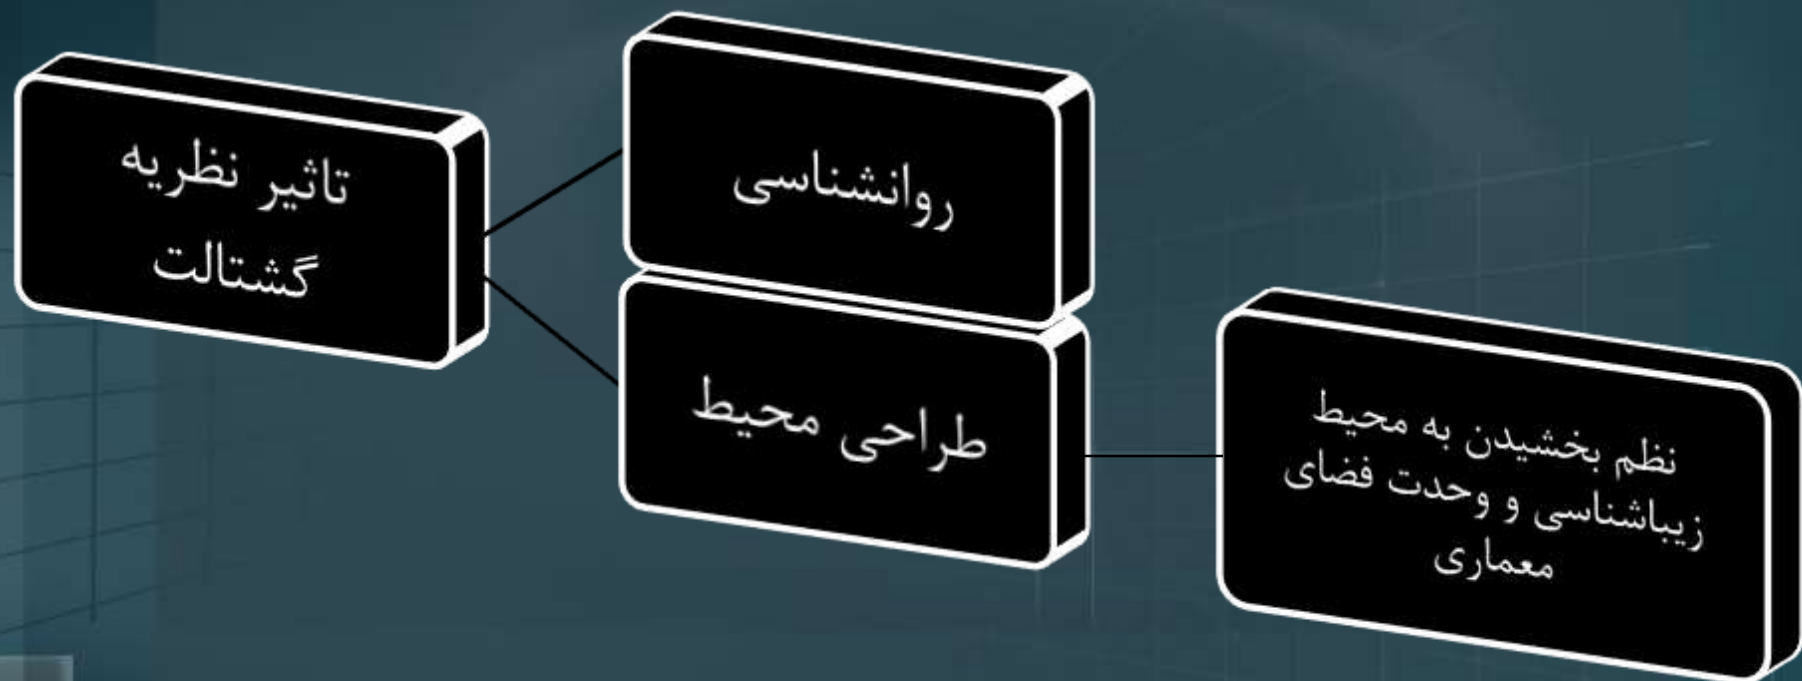 تاثیر نظریه
گشتالت
روانشناسی
طراحی محیط
نظم بخشیدن به محیط
زیباشناسی و وحدت فضای
معماری